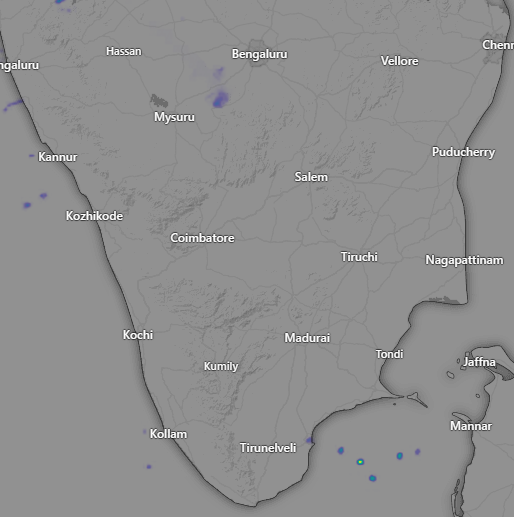 Hassan
Bengaluru
Chenn
Vellore
ngaluru
Mysuru
Kannur
Puducherry
Salem
Kozhikode
Coimbatore
Tiruchi
Nagapattinam
Kochi
Madurai
Tondi
Jaffna
Kumily
Mannar
Kollam
Tirunelveli